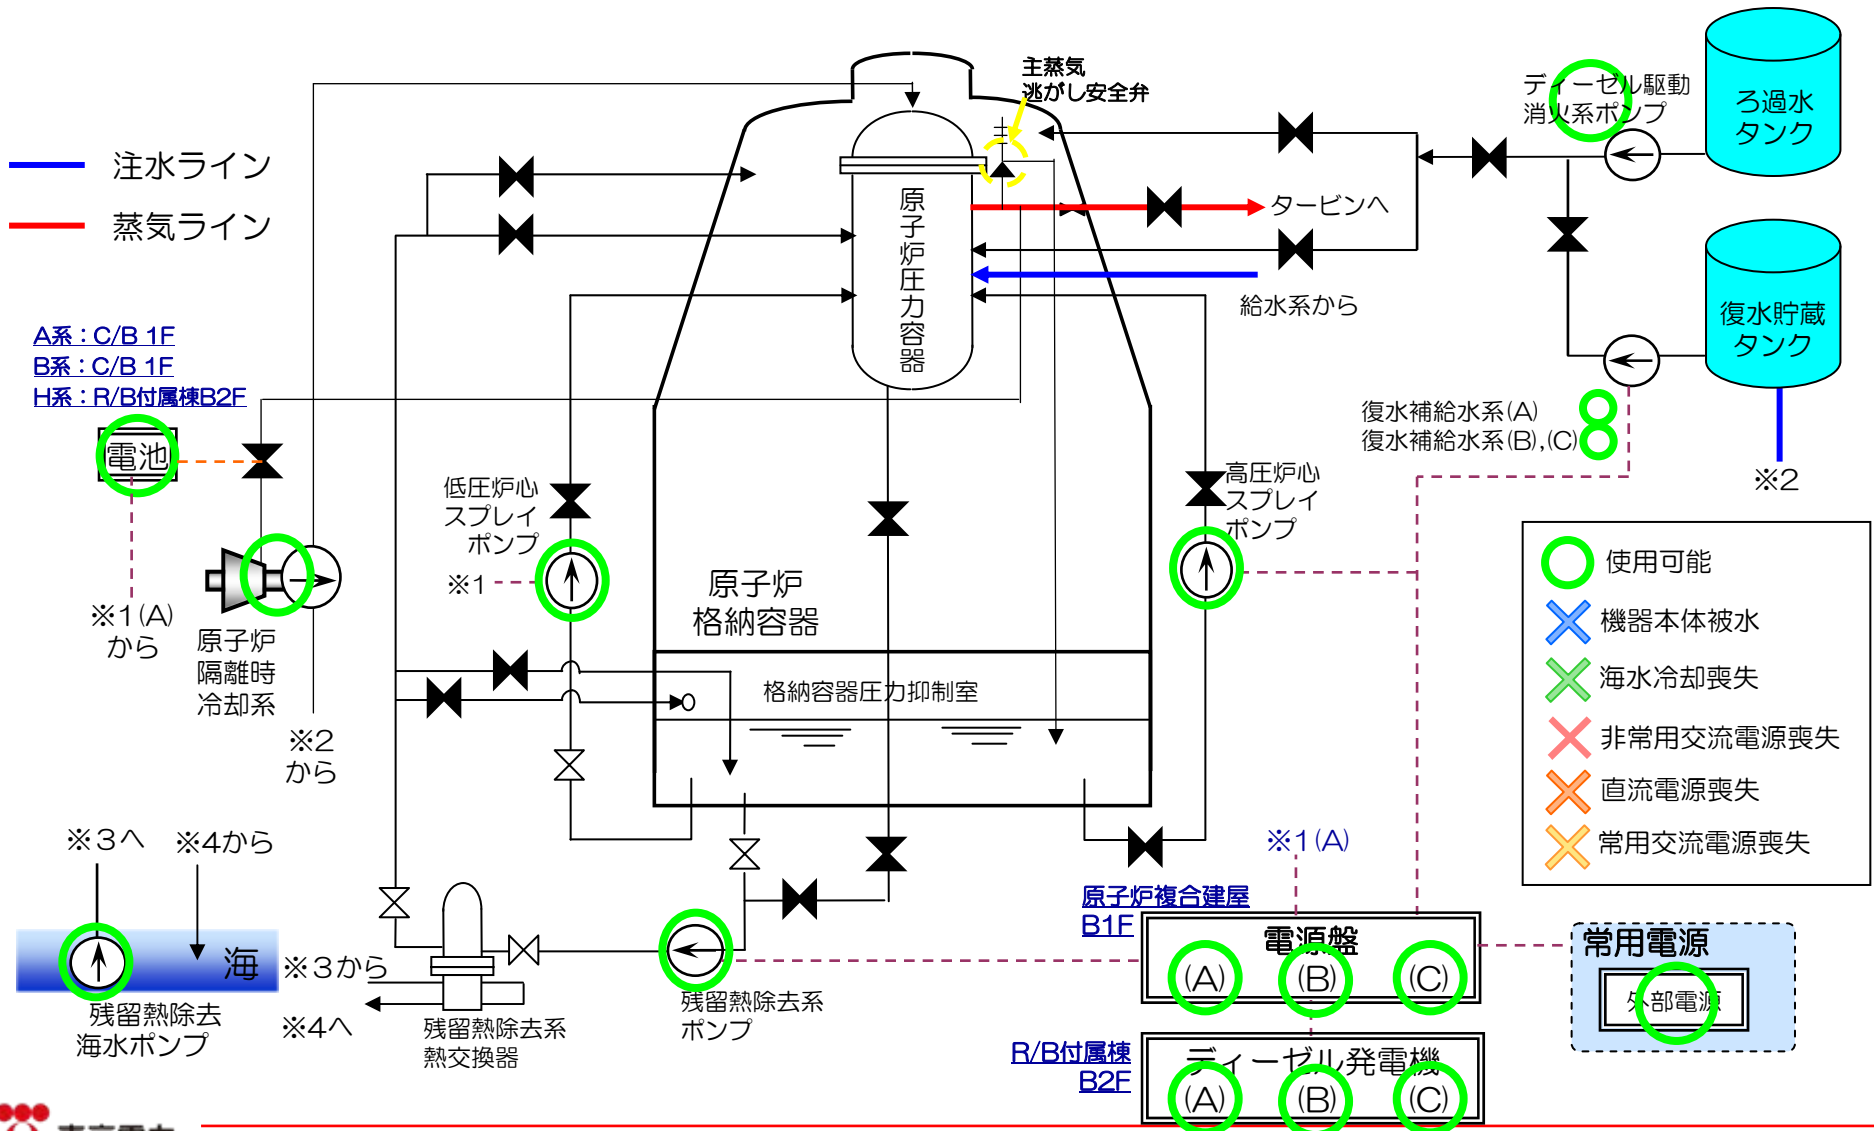 主蒸気
逃がし安全弁
ディーゼル駆動
消火系ポンプ
ろ過水
タンク
注水ライン
蒸気ライン
原子炉圧力容器
タービンへ
給水系から
復水貯蔵
タンク
A系：C/B 1F
B系：C/B 1F
H系：R/B付属棟B2F
電池
復水補給水系(A)
復水補給水系(B),(C)
※2
低圧炉心
スプレイ
ポンプ
※1
高圧炉心
スプレイ
ポンプ
※1(A)
から
原子炉
隔離時
冷却系
※2
から
原子炉
格納容器
格納容器圧力抑制室
使用可能
機器本体被水
海水冷却喪失
非常用交流電源喪失
直流電源喪失
常用交流電源喪失
※3へ
※4から
海
※3から
※4へ
残留熱除去
海水ポンプ
残留熱除去系
熱交換器
残留熱除去系
ポンプ
※1(A)
原子炉複合建屋
B1F
電源盤
(A) (B) (C)
常用電源
外部電源
R/B付属棟
B2F
ディーゼル発電機
(A) (B) (C)